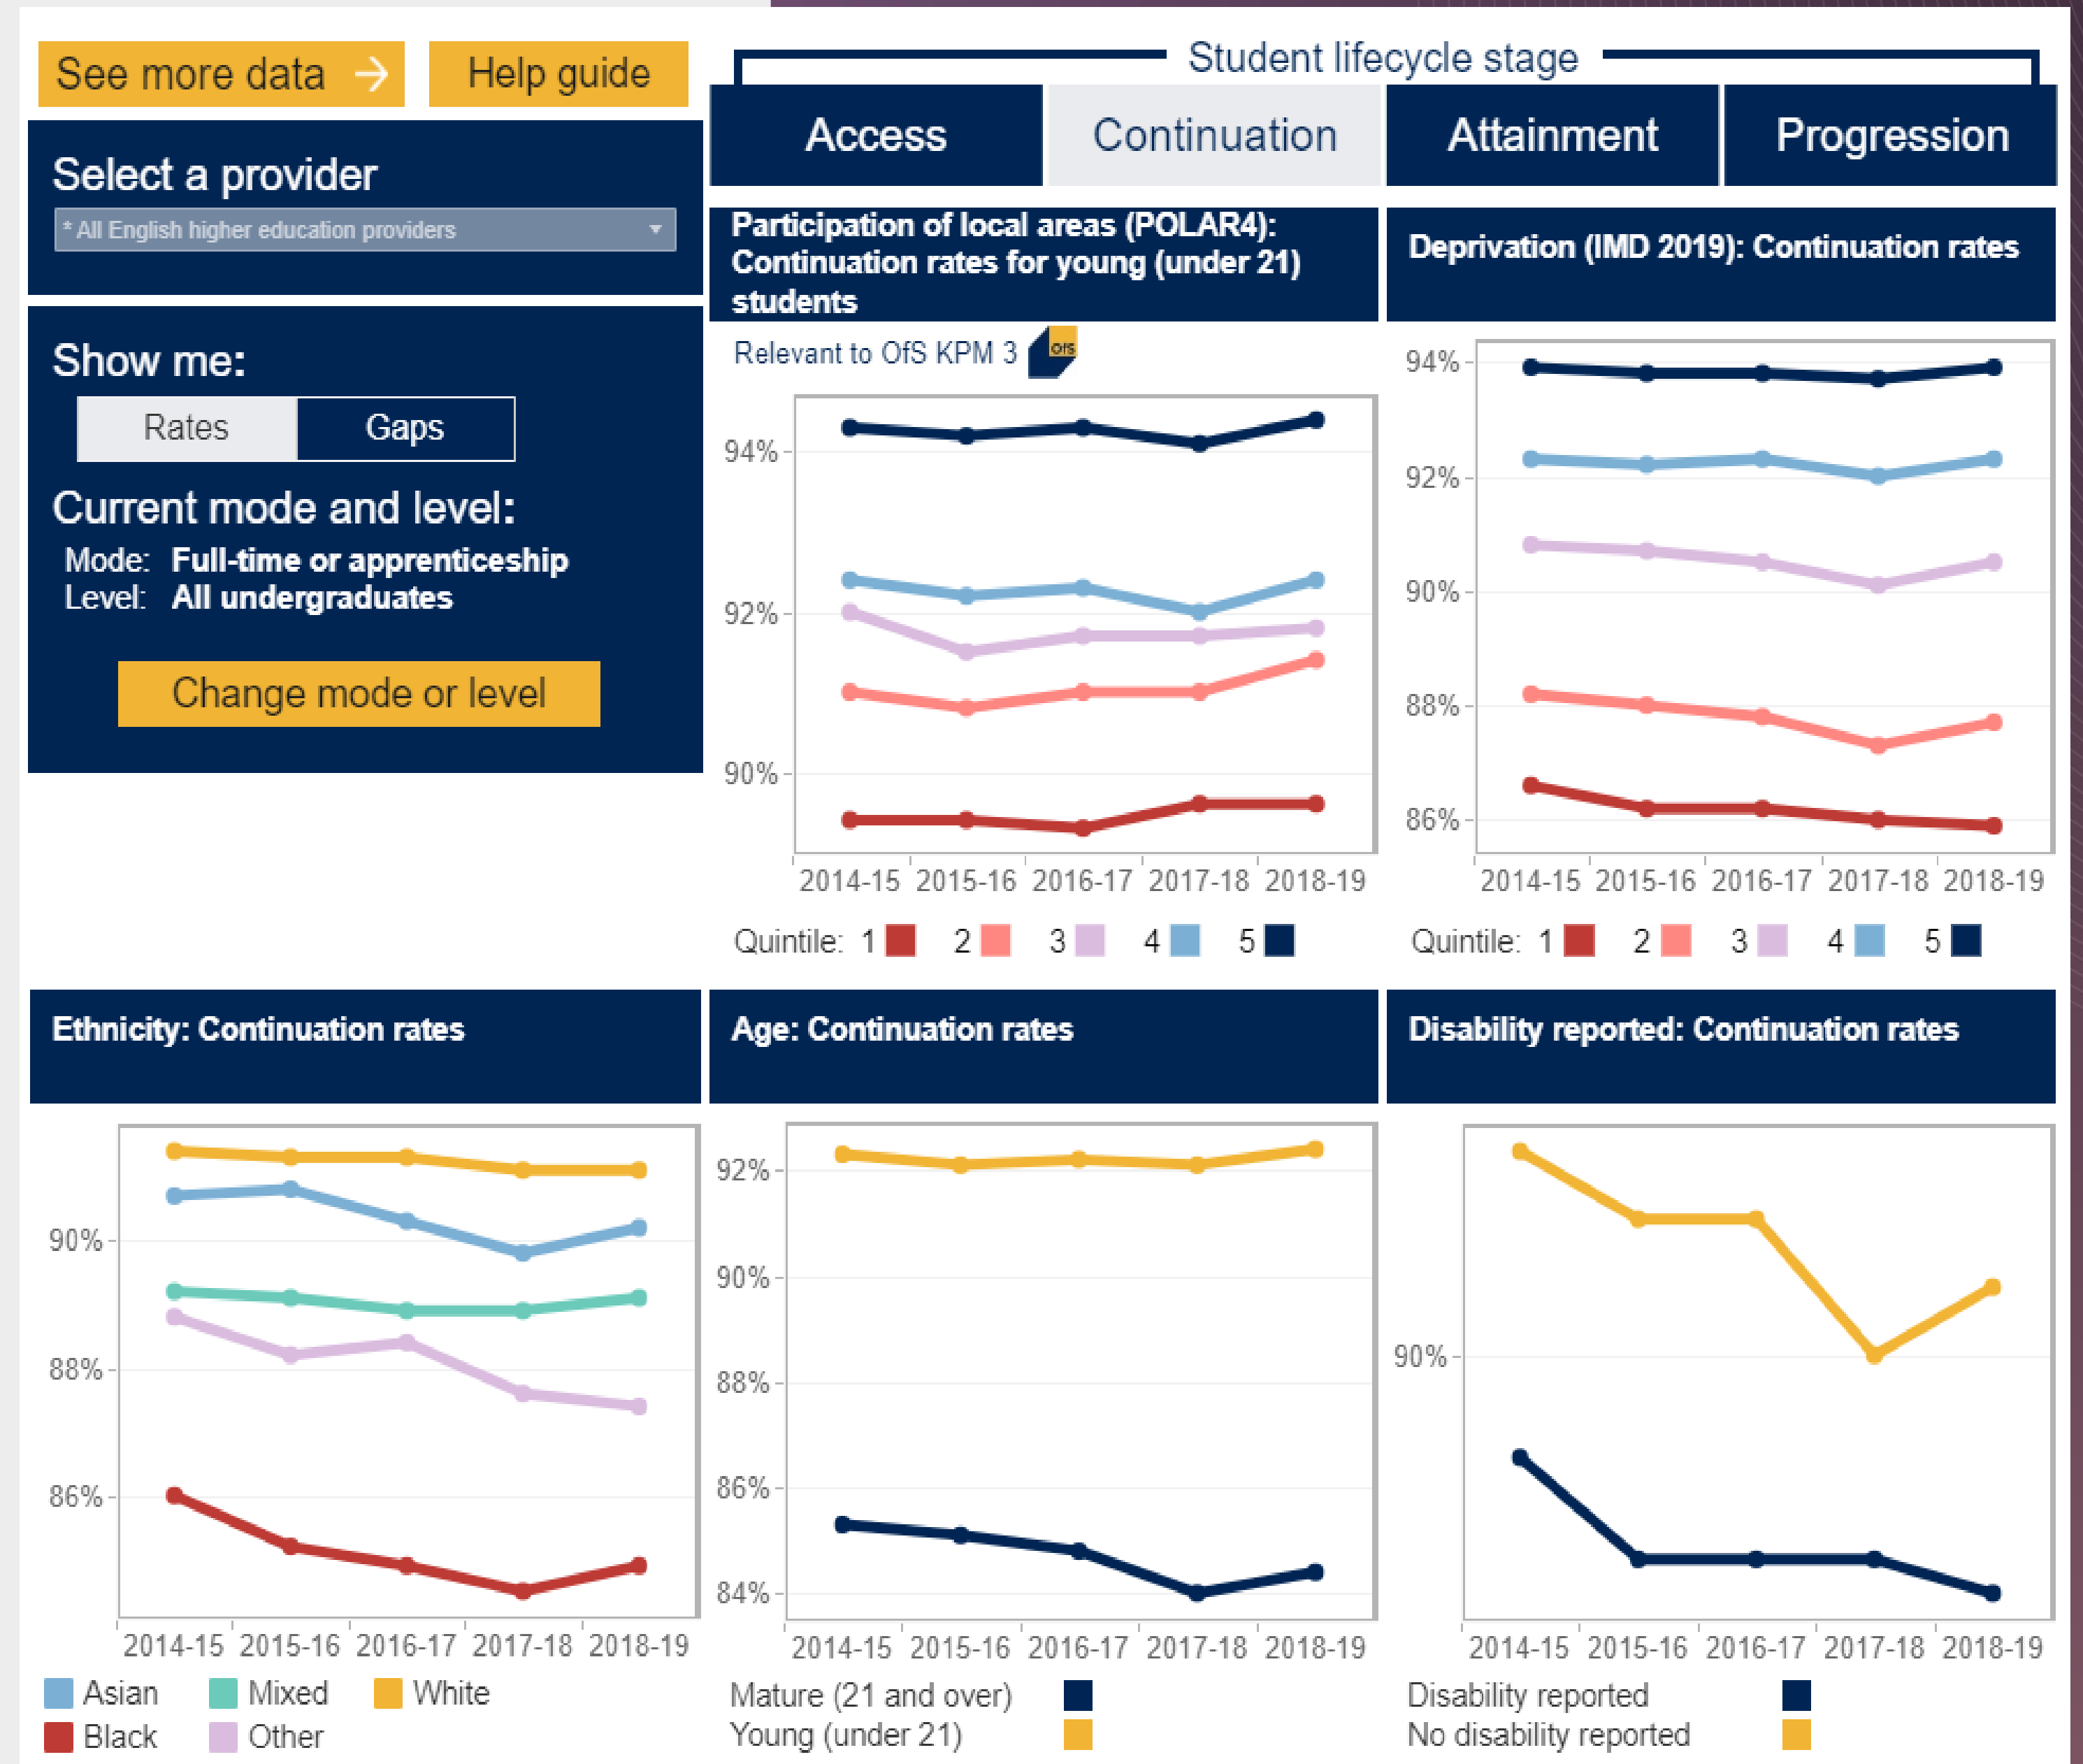 See more data
Help guide
Student lifecycle stage
Access
Continuation
Attainment
Progression
Select a provider
* All English higher education providers
Show me:
Rates
Gaps
Current mode and level:
Mode: Full-time or apprenticeship
Level: All undergraduates
Change mode or level
Participation of local areas (POLAR4):
Continuation rates for young (under 21)
students
Relevant to OfS KPM 3
OfS
94%
92%
90%
2014-15 2015-16 2016-17 2017-18 2018-19
Quintile: 1 2 3 4 5
Deprivation (IMD 2019): Continuation rates
94%
92%
90%
88%
86%
2014-15 2015-16 2016-17 2017-18 2018-19
Quintile: 1 2 3 4 5
Ethnicity: Continuation rates
90%
88%
86%
2014-15 2015-16 2016-17 2017-18 2018-19
Asian Mixed White
Black Other
Age: Continuation rates
92%
90%
88%
86%
84%
2014-15 2015-16 2016-17 2017-18 2018-19
Mature (21 and over)
Young (under 21)
Disability reported: Continuation rates
90%
2014-15 2015-16 2016-17 2017-18 2018-19
Disability reported
No disability reported